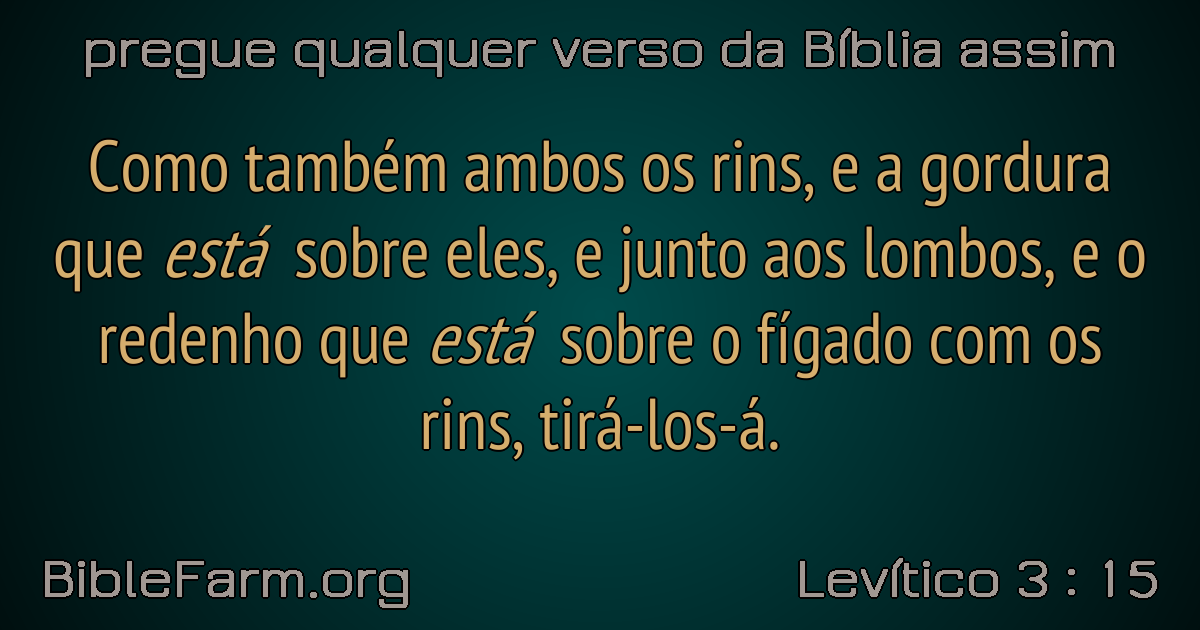 pregue qualquer verso da Bíblia assim
Como também ambos os rins, e a gordura
que está sobre eles, e junto aos lombos, e o
redenho que está sobre o fígado com os
rins, tirá-los-á.
BibleFarm.org
Levítico 3 : 15